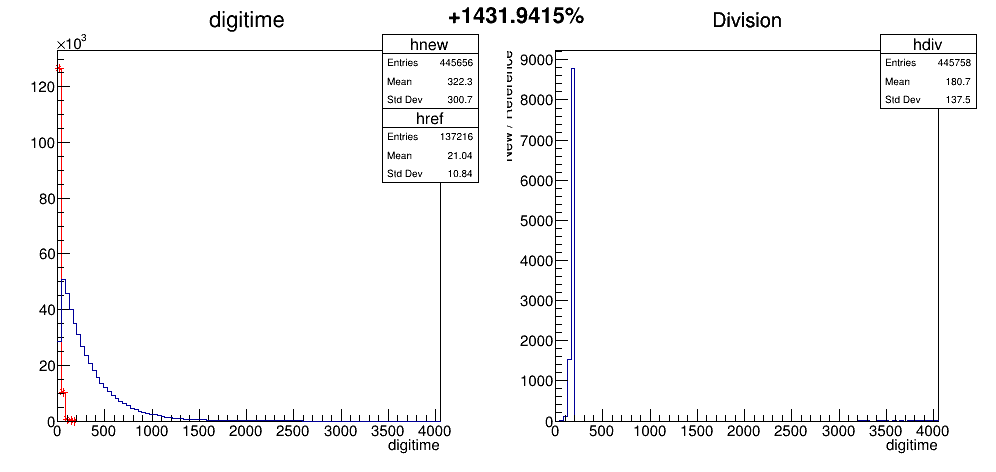 digitime
+1431.9415%
Division
×10³
hnew
Entries 445656
Mean 322.3
Std Dev 300.7
href
Entries 137216
Mean 21.04
Std Dev 10.84
120
100
80
60
40
20
0
0 500 1000 1500 2000 2500 3000 3500 4000
digitime
hdiv
Entries 445758
Mean 180.7
Std Dev 137.5
New / Reference
9000
8000
7000
6000
5000
4000
3000
2000
1000
0
0 500 1000 1500 2000 2500 3000 3500 4000
digitime